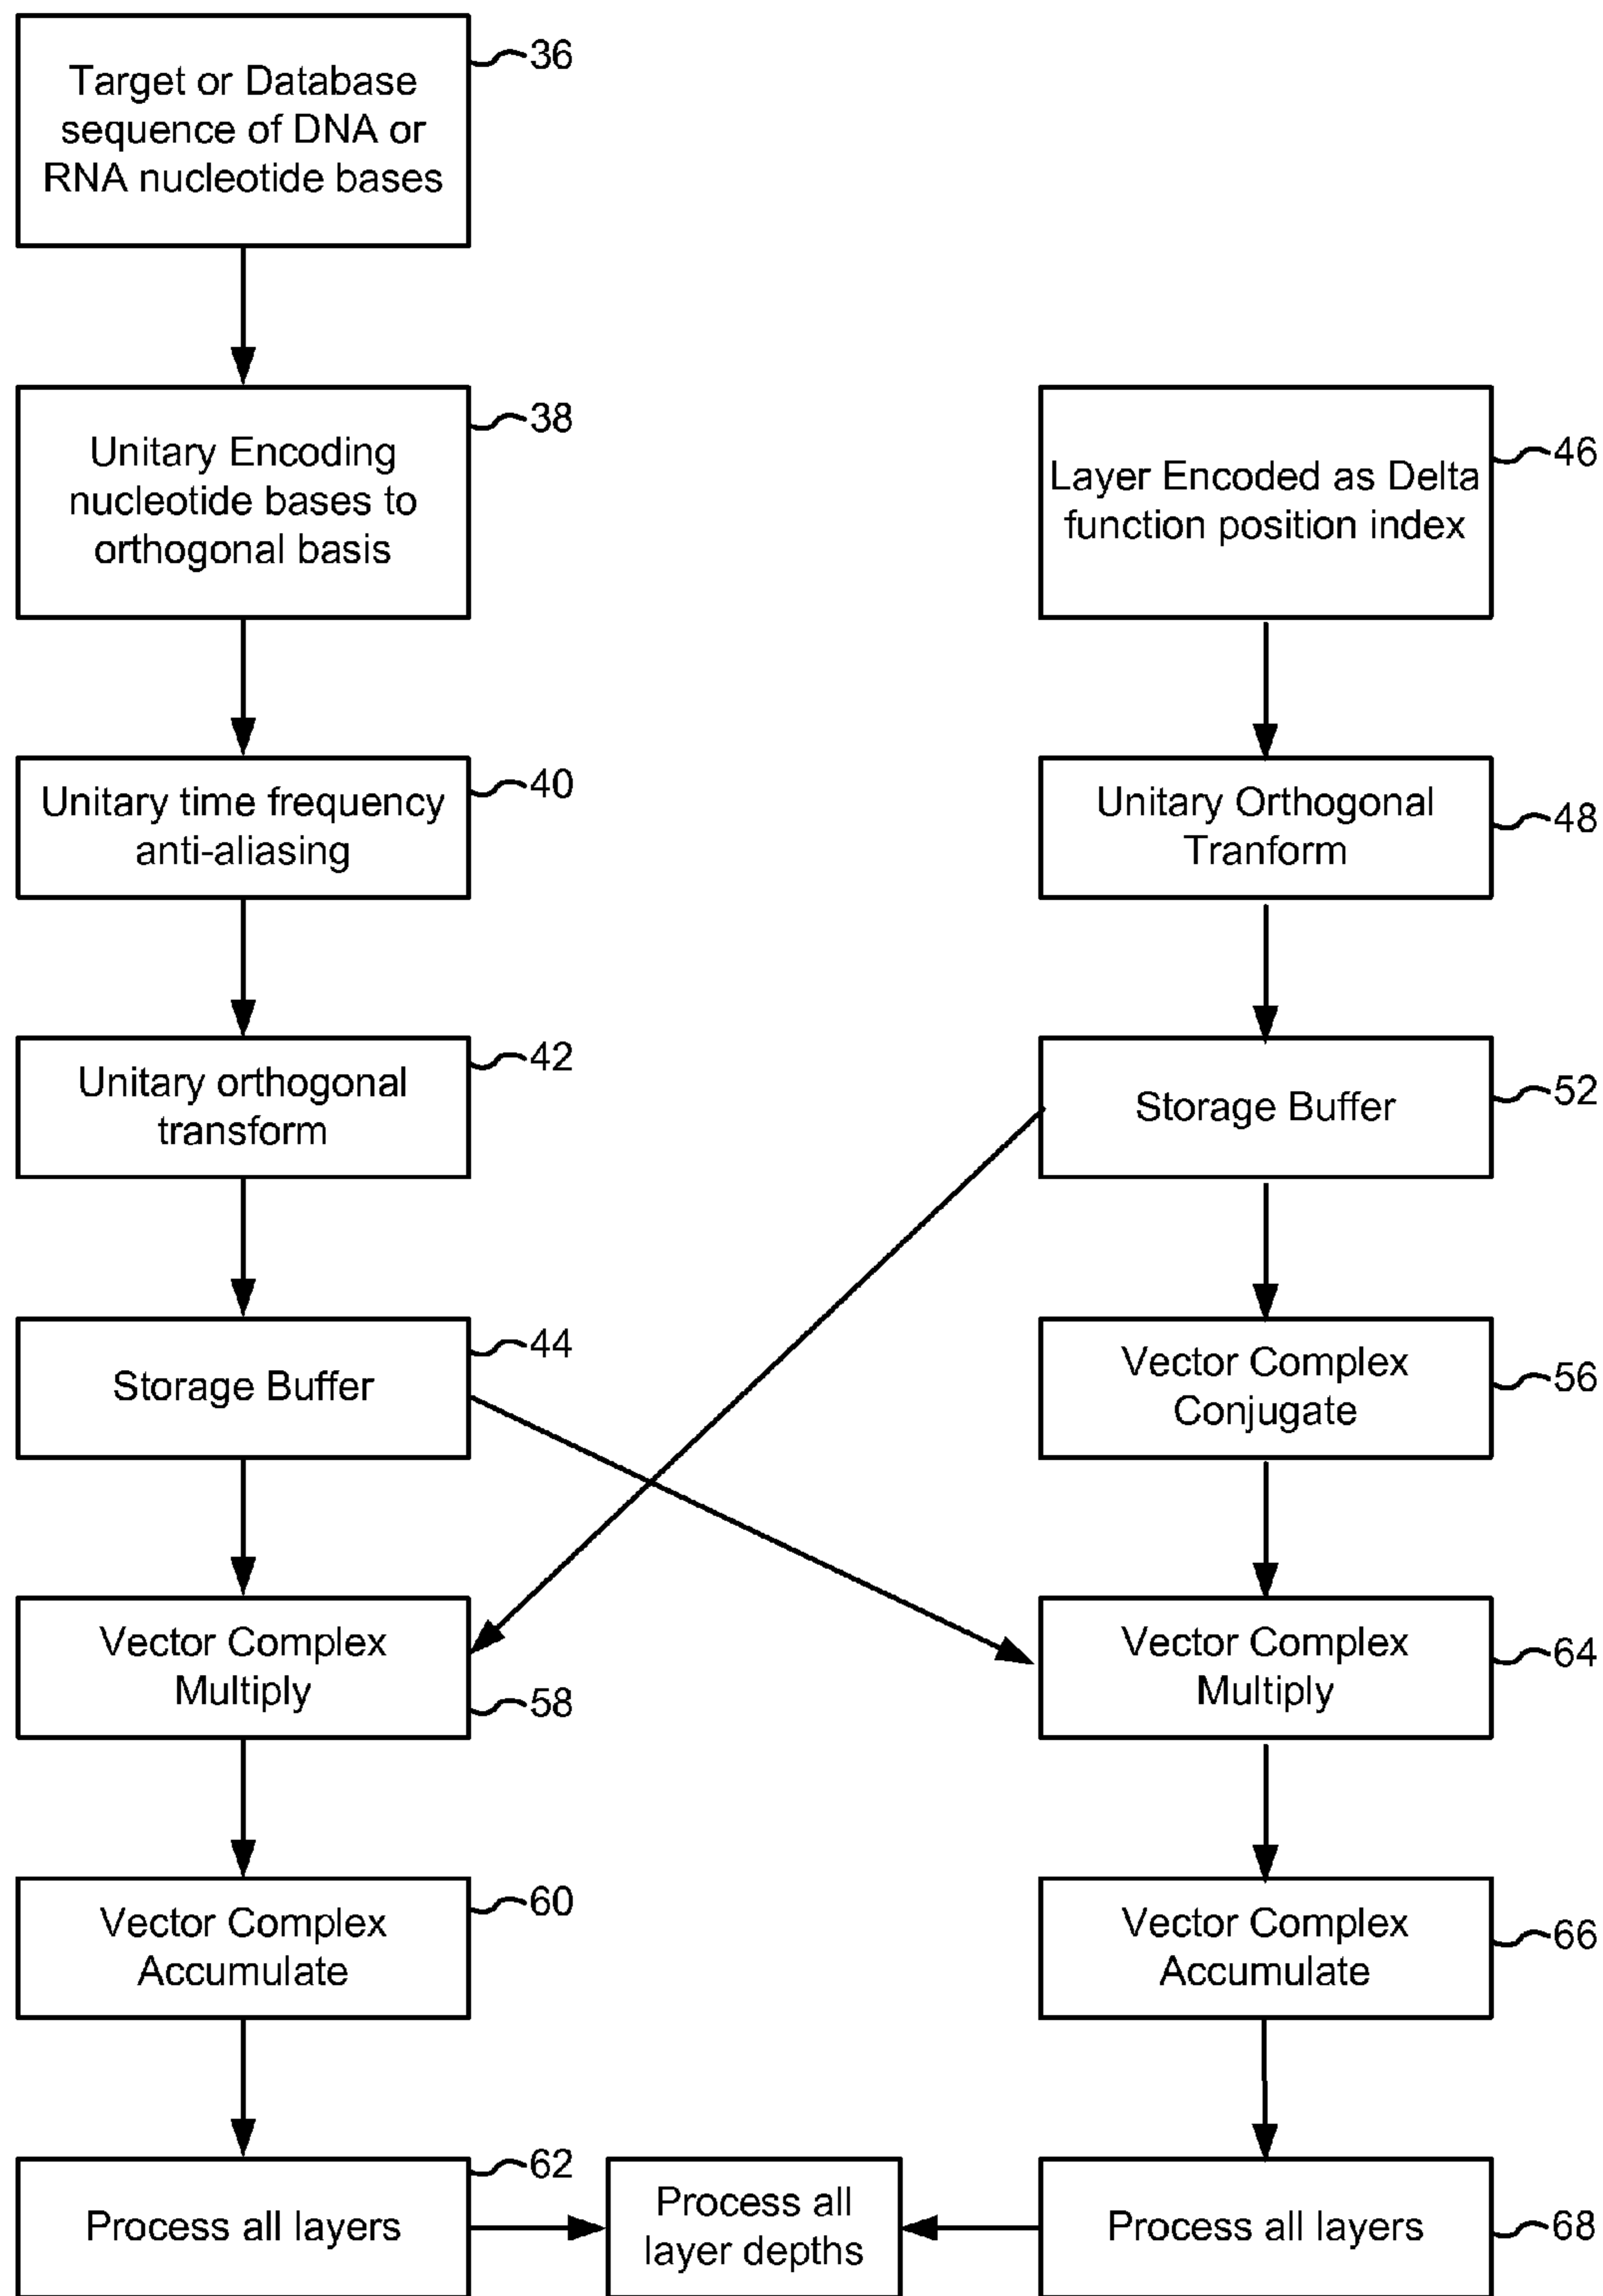 Target or Database
sequence of DNA or
RNA nucleotide bases
36
Unitary Encoding
nucleotide bases to
orthogonal basis
38
Layer Encoded as Delta
function position index
46
Unitary time frequency
anti-aliasing
40
Unitary Orthogonal
Tranform
48
Unitary orthogonal
transform
42
Storage Buffer
52
Storage Buffer
44
Vector Complex
Conjugate
56
Vector Complex
Multiply
58
Vector Complex
Multiply
64
Vector Complex
Accumulate
60
Vector Complex
Accumulate
66
Process all layers
62
Process all
layer depths
Process all layers
68